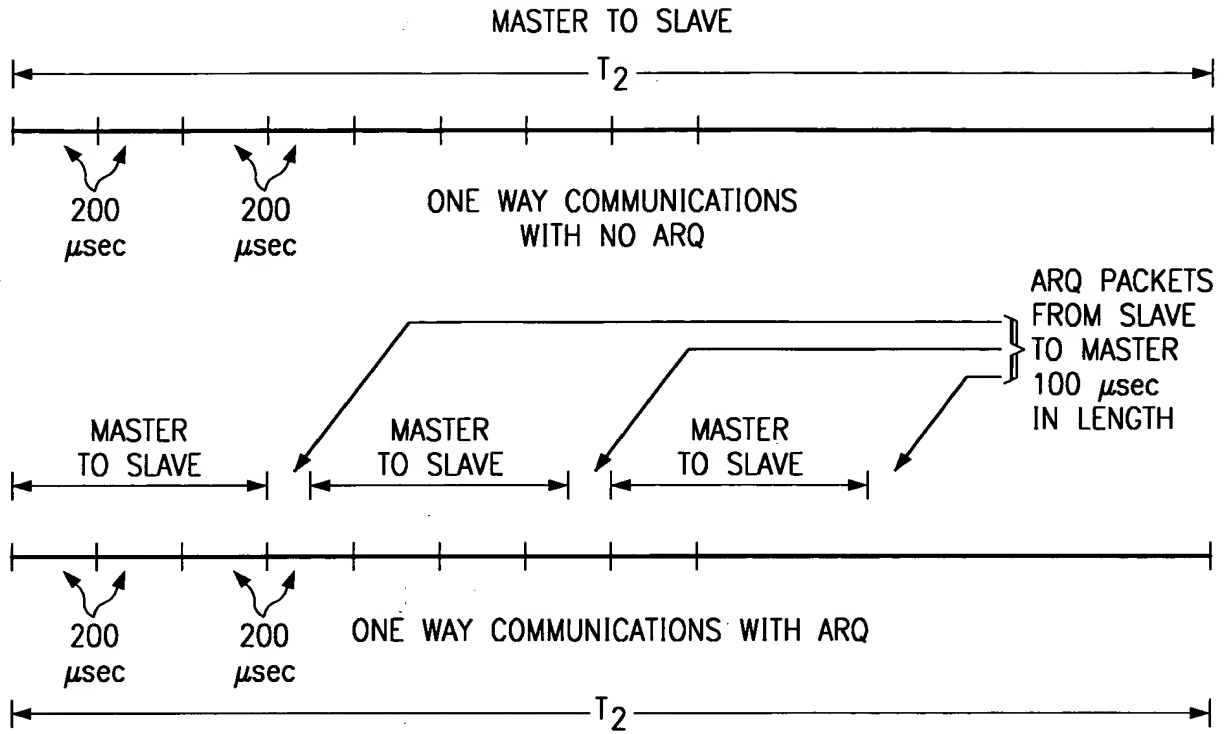 MASTER TO SLAVE
T2
200
μsec
200
μsec
ONE WAY COMMUNICATIONS
WITH NO ARQ
ARQ PACKETS
FROM SLAVE
TO MASTER
100 μsec
IN LENGTH
MASTER
TO SLAVE
MASTER
TO SLAVE
MASTER
TO SLAVE
200
μsec
200
μsec
ONE WAY COMMUNICATIONS WITH ARQ
T2